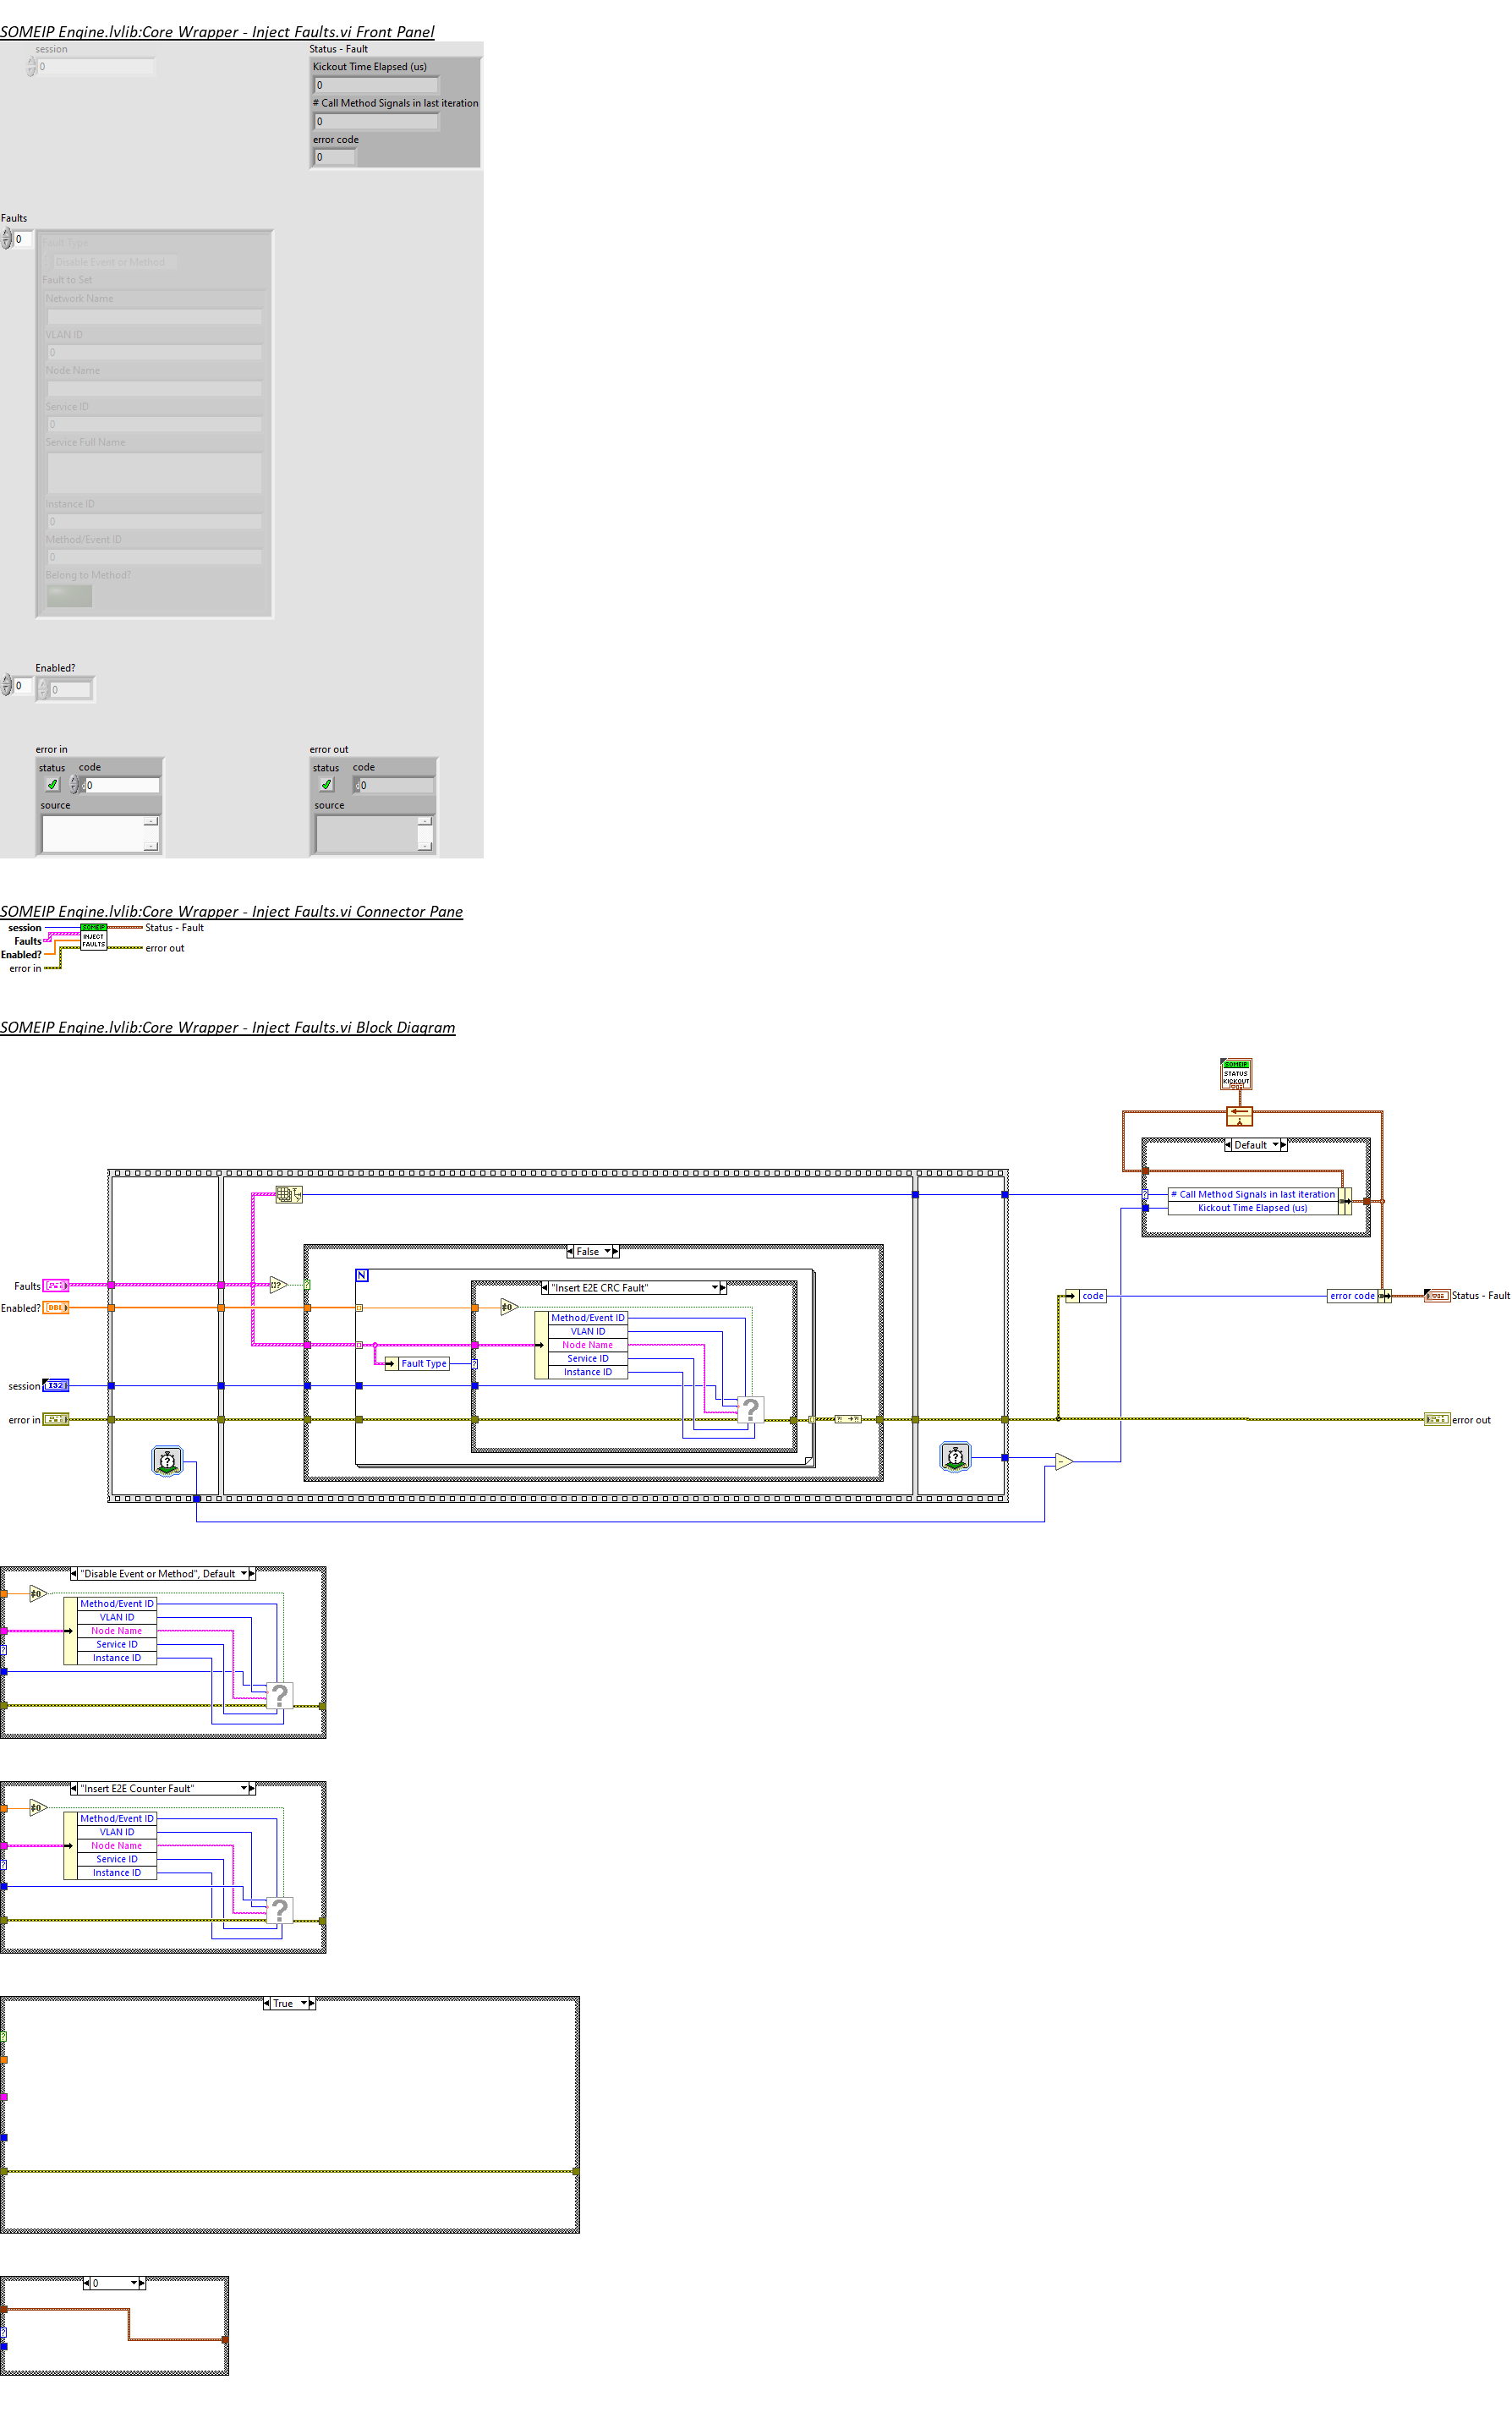 SOMEIP Engine.lvlib:Core Wrapper - Inject Faults.vi Front Panel
session
0
Status - Fault
Kickout Time Elapsed (us)
0
# Call Method Signals in last iteration
0
error code
0
Faults
0
Fault Type
Disable Event or Method
Fault to Set
Network Name
VLAN ID
0
Node Name
Service ID
0
Service Full Name
Instance ID
0
Method/Event ID
0
Belong to Method?
Enabled?
0
0
error in
status code
0
source
error out
status code
0
source
SOMEIP Engine.lvlib:Core Wrapper - Inject Faults.vi Connector Pane
session
Faults
Enabled?
error in
SOMEIP
INJECT
FAULTS
Status - Fault
error out
SOMEIP Engine.lvlib:Core Wrapper - Inject Faults.vi Block Diagram
SOMEIP
STATUS
KICKOUT
Default
# Call Method Signals in last iteration
Kickout Time Elapsed (us)
False
N
"Insert E2E CRC Fault"
Faults
Enabled?
DBL
≠0
Method/Event ID
VLAN ID
Node Name
Service ID
Instance ID
Fault Type
session
I32
error in
?
code
error code
Status - Fault
error out
"Disable Event or Method", Default
≠0
Method/Event ID
VLAN ID
Node Name
Service ID
Instance ID
?
"Insert E2E Counter Fault"
≠0
Method/Event ID
VLAN ID
Node Name
Service ID
Instance ID
?
True
0